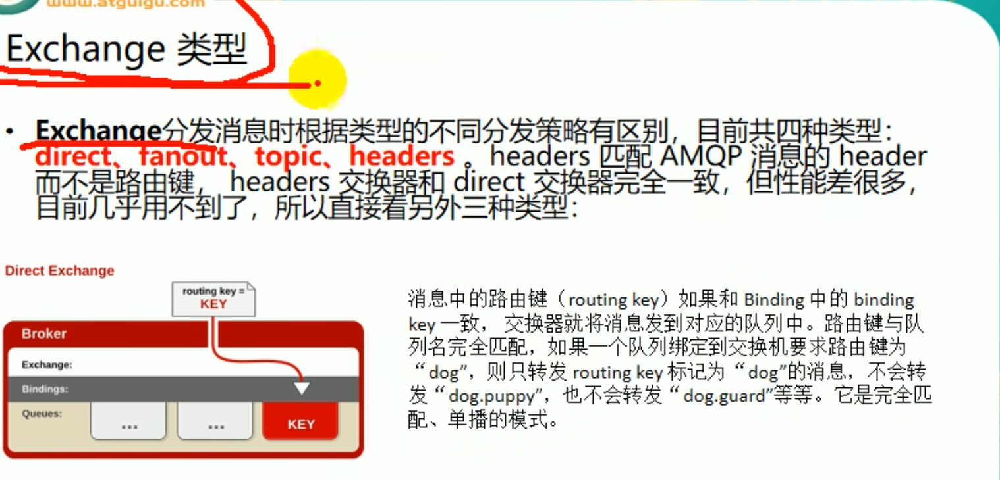 www.atguigu.com
Exchange 类型
• Exchange分发消息时根据类型的不同分发策略有区别，目前共四种类型：
direct、fanout、topic、headers 。headers 匹配 AMQP 消息的 header
而不是路由键， headers 交换器和 direct 交换器完全一致，但性能差很多，
目前几乎用不到了，所以直接看另外三种类型：
Direct Exchange
routing key =
KEY
Broker
Exchange:
Bindings:
Queues:
...
...
KEY
消息中的路由键（routing key）如果和 Binding 中的 binding
key 一致， 交换器就将消息发到对应的队列中。路由键与队
列名完全匹配，如果一个队列绑定到交换机要求路由键为
“dog”，则只转发 routing key 标记为“dog”的消息，不会转
发“dog.puppy”，也不会转发“dog.guard”等等。它是完全匹
配、单播的模式。